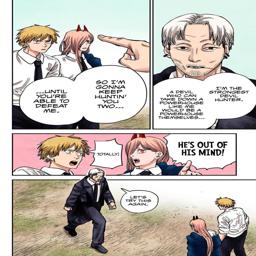 ...UNTIL
YOU'RE
ABLE TO
DEFEAT
ME.
SO I'M
GONNA
KEEP
HUNTIN'
YOU
TWO...
A DEVIL
WHO CAN
TAKE DOWN A
POWERHOUSE
LIKE ME
WOULD BE A
POWERHOUSE
THEMSELVES...
I'M THE
STRONGEST
DEVIL
HUNTER.
TOTALLY!
HE'S OUT OF
HIS MIND!
LET'S
TRY THIS
AGAIN.